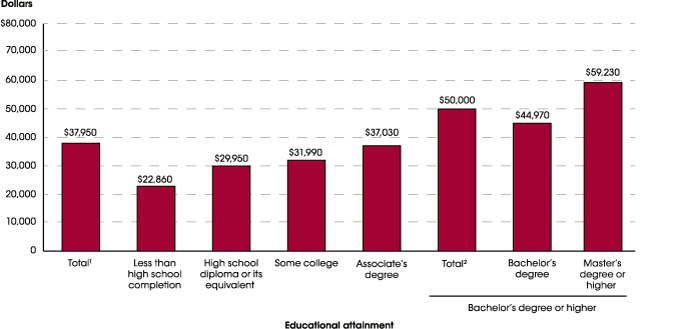 Dollars
$80,000
70,000
60,000
50,000
40,000
30,000
20,000
10,000
0
$37,950
$22,860
$29,950
$31,990
$37,030
$50,000
$44,970
$59,230
Total¹
Less than
high school
completion
High school
diploma or its
equivalent
Some college
Associate's
degree
Total²
Bachelor's
degree
Master's
degree or
higher
Bachelor's degree or higher
Educational attainment